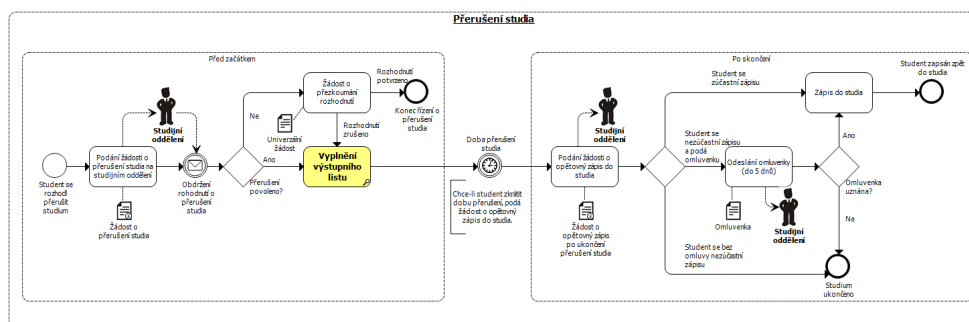 Přerušení studia
Před začátkem
Student se
rozhodl
přerušit
studium
Podání žádosti o
přerušení studia na
studijním oddělení
Studijní
oddělení
Žádost o
přerušení studia
Obdržení
rohodnutí o
přerušení
studia
Přerušení
povoleno?
Ne
Ano
Žádost o
přezkoumání
rozhodnutí
Univerzální
žádost
Rozhodnutí
potvrzeno
Konec řízení o
přerušení
studia
Rozhodnutí
zrušeno
Vyplnění
výstupního
listu
Doba přerušení
studia
Chce-li student zkrátit
dobu přerušení, podá
žádost o opětovný
zápis do studia.
Po skončení
Podání žádosti o
opětovný zápis do
studia
Studijní
oddělení
Žádost o
opětovný zápis
po ukončení
přerušení studia
Student se
zúčastní zápisu
Zápis do studia
Student zapsán zpět
do studia
Student se
nezúčastní zápisu
a podá
omluvenku
Odeslání omluvenky
(do 5 dnů)
Omluvenka
Studijní
oddělení
Ano
Omluvenka
uznána?
Ne
Student se bez
omluvy nezúčastní
zápisu
Studium
ukončeno